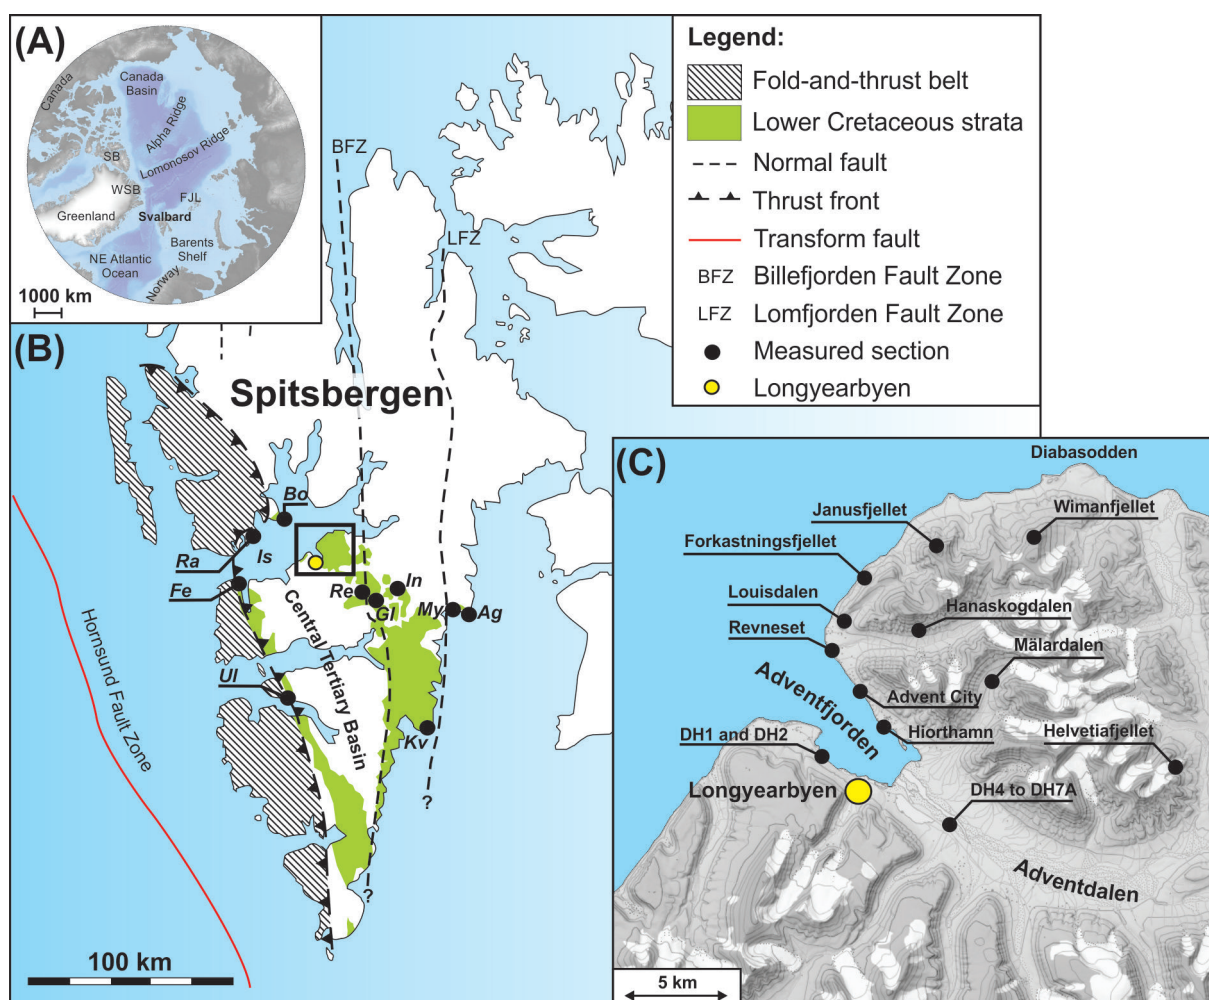 (A)
Canada
Canada
Basin
Alpha Ridge
Lomonosov Ridge
SB
WSB
FJL
Greenland
Svalbard
NE Atlantic
Ocean
Barents
Shelf
Norway
1000 km
Legend:
Fold-and-thrust belt
Lower Cretaceous strata
Normal fault
Thrust front
Transform fault
BFZ
Billefjorden Fault Zone
LFZ
Lomfjorden Fault Zone
Measured section
Longyearbyen
(B)
BFZ
LFZ
Spitsbergen
Bo
Ra
Is
Fe
Re
Gl
In
My
Ag
Ul
Kv
Central Tertiary Basin
Hornsund Fault Zone
?
?
100 km
(C)
Diabasodden
Janusfjellet
Wimanfjellet
Forkastningsfjellet
Louisdalen
Hanaskogdalen
Revneset
Mälardalen
Adventfjorden
Advent City
DH1 and DH2
Hiorthamn
Helvetiafjellet
Longyearbyen
DH4 to DH7A
Adventdalen
5 km